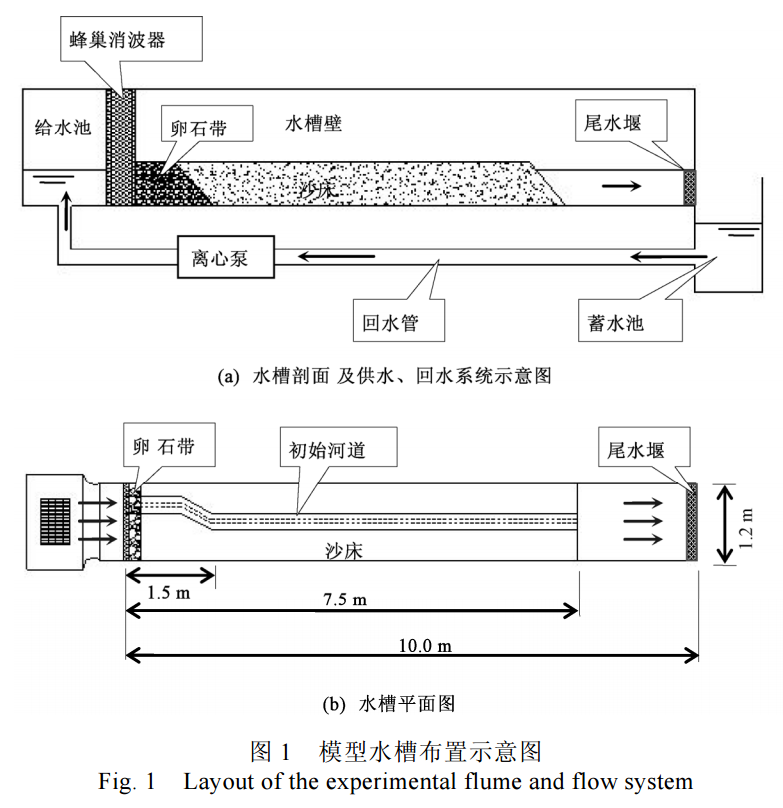 蜂巢消波器
给水池
卵石带
水槽壁
尾水堰
沙床
离心泵
回水管
蓄水池
(a) 水槽剖面 及供水、回水系统示意图
卵 石带
初始河道
尾水堰
沙床
1.2 m
1.5 m
7.5 m
10.0 m
(b) 水槽平面图
图 1 模型水槽布置示意图
Fig. 1 Layout of the experimental flume and flow system